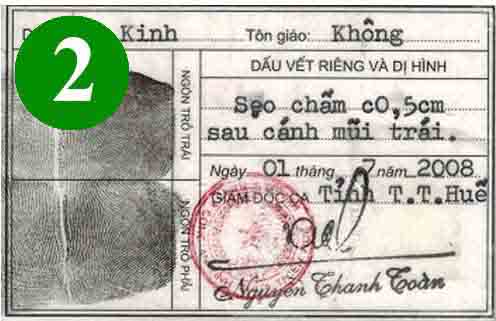 2
D Kinh Tôn giáo: Không
DẤU VẾT RIÊNG VÀ DỊ HÌNH
Sẹo chấm c0,5cm
sau cánh mũi trái.
Ngày 01 tháng 7 năm 2008
GIÁM ĐỐC CA Tỉnh T.T.Huế
Nguyễn Thanh Toàn
NGÓN TRỎ TRÁI
NGÓN TRỎ PHẢI